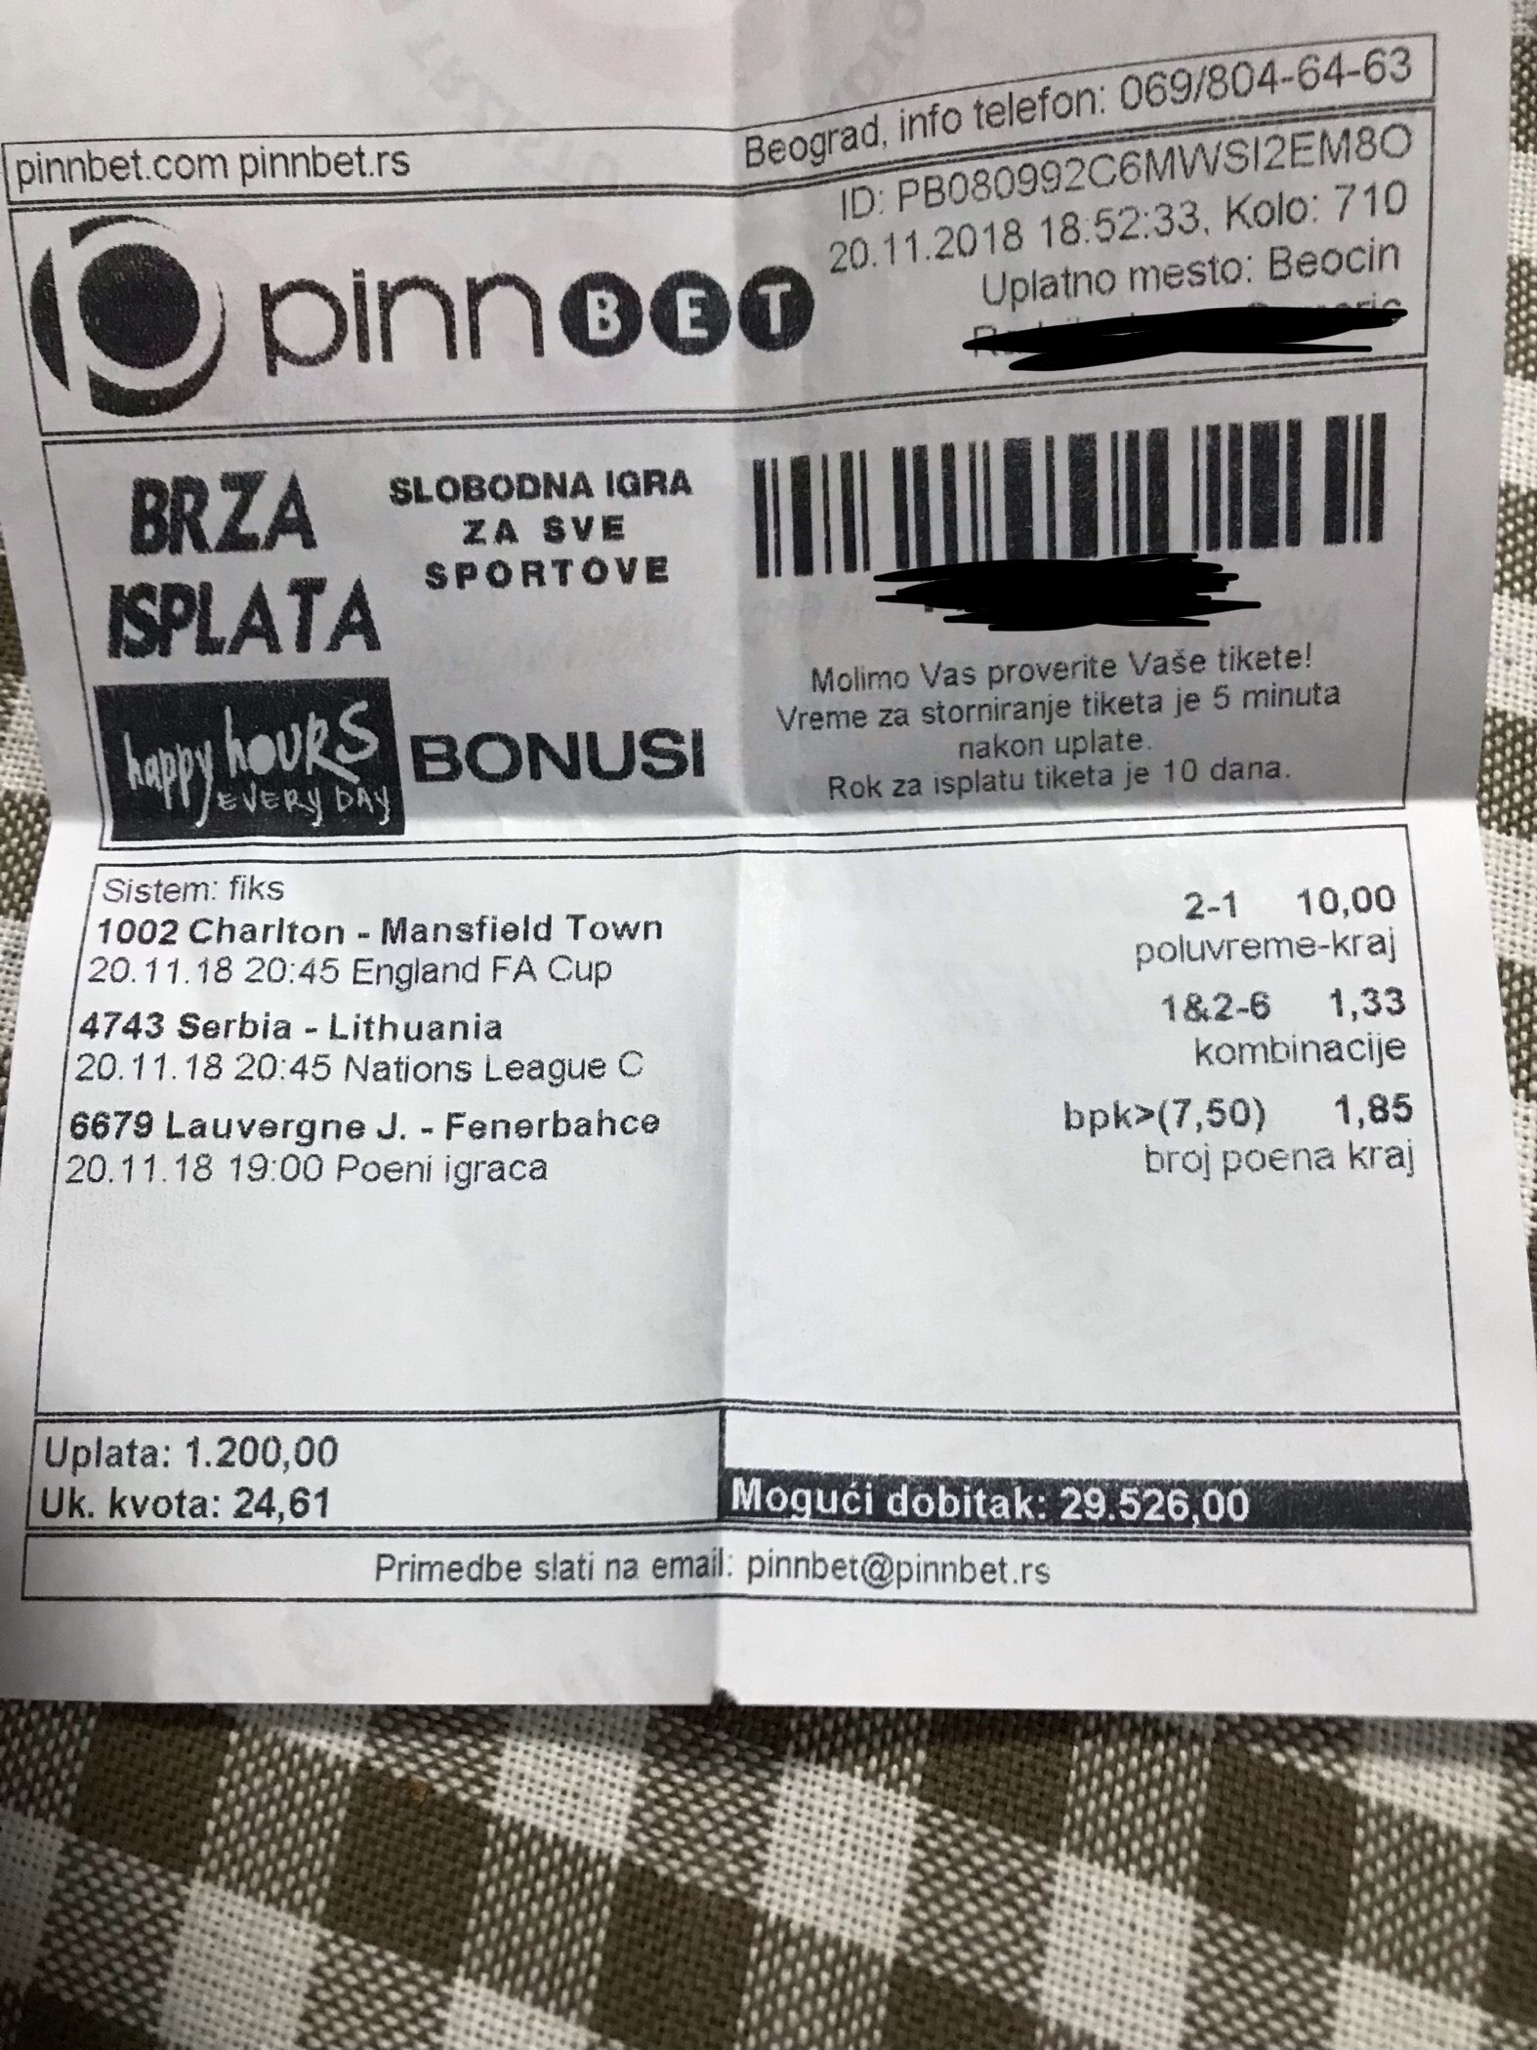 pinnbet.com pinnbet.rs
Beograd, info telefon: 069/804-64-63
pinnBET
ID: PB080992C6MWSI2EM8O
20.11.2018 18:52:33, Kolo: 710
Uplatno mesto: Beocin
BRZA
ISPLATA
SLOBODNA IGRA
ZA SVE
SPORTOVE
happy hours
EVERY DAY
BONUSI
Molimo Vas proverite Vaše tikete!
Vreme za storniranje tiketa je 5 minuta
nakon uplate.
Rok za isplatu tiketa je 10 dana.
Sistem: fiks
1002 Charlton - Mansfield Town 2-1 10,00
20.11.18 20:45 England FA Cup poluvreme-kraj
4743 Serbia - Lithuania 1&2-6 1,33
20.11.18 20:45 Nations League C kombinacije
6679 Lauvergne J. - Fenerbahce bpk>(7,50) 1,85
20.11.18 19:00 Poeni igraca broj poena kraj
Uplata: 1.200,00
Uk. kvota: 24,61 Mogući dobitak: 29.526,00
Primedbe slati na email: pinnbet@pinnbet.rs